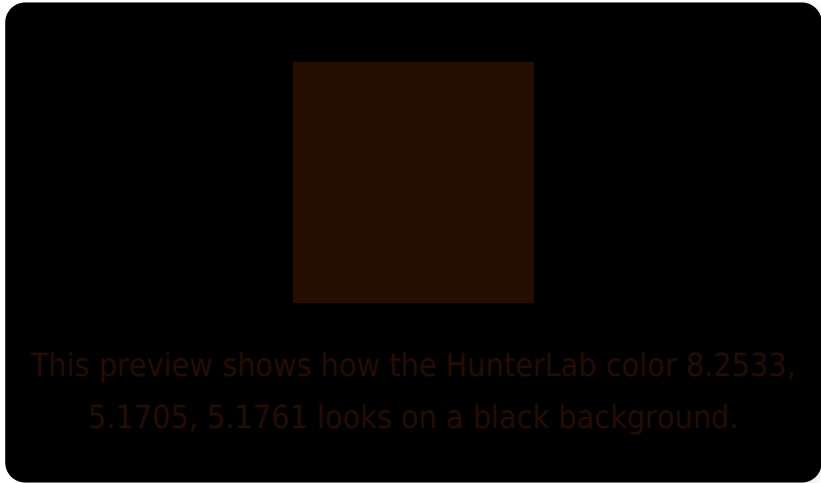 This preview shows how the HunterLab color 8.2533,
5.1705, 5.1761 looks on a black background.